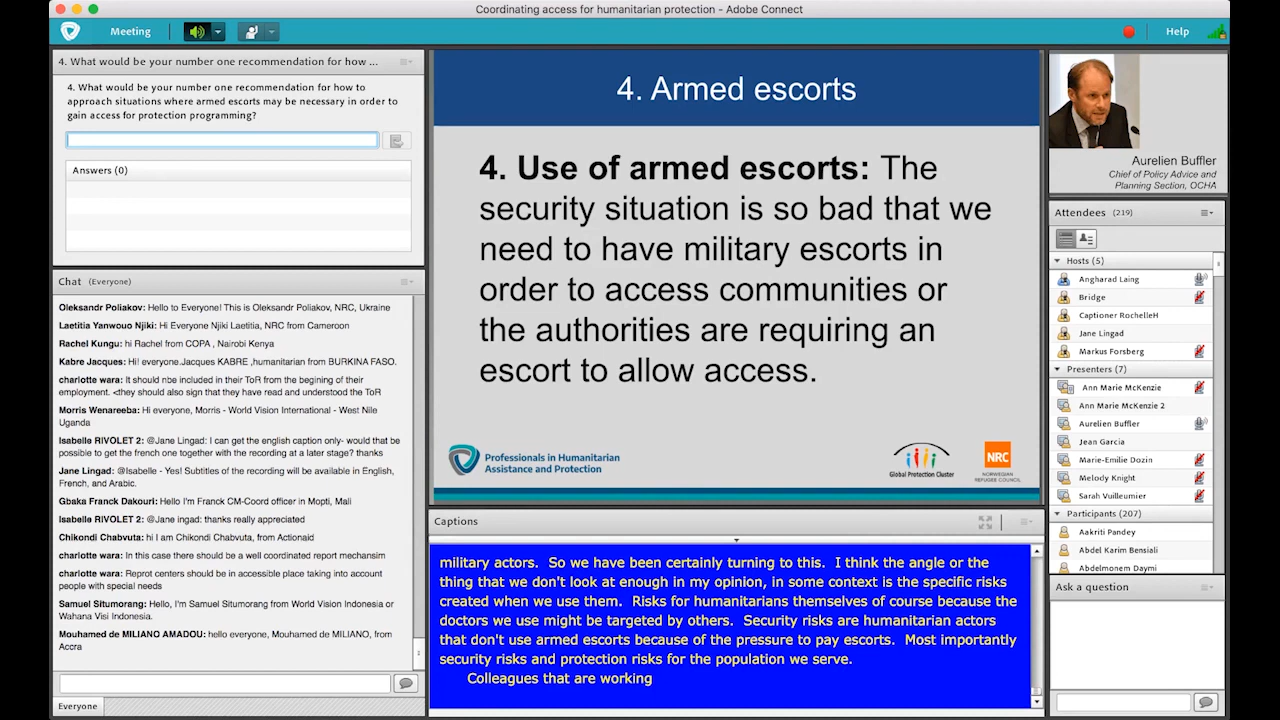 Coordinating access for humanitarian protection - Adobe Connect
Meeting
Help
4. What would be your number one recommendation for how ...
4. What would be your number one recommendation for how to
approach situations where armed escorts may be necessary in order to
gain access for protection programming?
Answers (0)
Chat (Everyone)
Oleksandr Poliakov: Hello to Everyone! This is Oleksandr Poliakov, NRC, Ukraine
Laetitia Yanwouo Njiki: Hi Everyone Njiki Laetitia, NRC from Cameroon
Rachel Kungu: hi Rachel from COPA , Nairobi Kenya
Kabre Jacques: Hi! everyone.Jacques KABRE ,humanitarian from BURKINA FASO.
charlotte wara: It should nbe included in their ToR from the begining of their
employment. <they should also sign that they have read and understood the ToR
Morris Wenareeba: Hi everyone, Morris - World Vision International - West Nile
Uganda
Isabelle RIVOLET 2: @Jane Lingad: I can get the english caption only- would that be
possible to get the french one together with the recording at a later stage? thanks
Jane Lingad: @Isabelle - Yes! Subtitles of the recording will be available in English,
French, and Arabic.
Gbaka Franck Dakouri: Hello I'm Franck CM-Coord officer in Mopti, Mali
Isabelle RIVOLET 2: @Jane ingad: thanks really appreciated
Chikondi Chabvuta: hi I am Chikondi Chabvuta, from Actionaid
charlotte wara: In this case there should be a well coordinated report mechansim
charlotte wara: Reprot centers should be in accessible place taking into account
people with special needs
Samuel Situmorang: Hello, I'm Samuel Situmorang from World Vision Indonesia or
Wahana Visi Indonesia.
Mouhamed de MILIANO AMADOU: hello everyone, Mouhamed de MILIANO, from
Accra
Everyone
4. Armed escorts
4. Use of armed escorts: The
security situation is so bad that we
need to have military escorts in
order to access communities or
the authorities are requiring an
escort to allow access.
Professionals in Humanitarian
Assistance and Protection
Global Protection Cluster
NRC
NORWEGIAN
REFUGEE COUNCIL
Captions
military actors. So we have been certainly turning to this. I think the angle or the
thing that we don't look at enough in my opinion, in some context is the specific risks
created when we use them. Risks for humanitarians themselves of course because the
doctors we use might be targeted by others. Security risks are humanitarian actors
that don't use armed escorts because of the pressure to pay escorts. Most importantly
security risks and protection risks for the population we serve.
Colleagues that are working
Aurelien Buffler
Chief of Policy Advice and
Planning Section, OCHA
Attendees (219)
Hosts (5)
Angharad Laing
Bridge
Captioner RochelleH
Jane Lingad
Markus Forsberg
Presenters (7)
Ann Marie McKenzie
Ann Marie McKenzie 2
Aurelien Buffler
Jean Garcia
Marie-Emilie Dozin
Melody Knight
Sarah Vuilleumier
Participants (207)
Aakriti Pandey
Abdel Karim Bensiali
Abdelmonem Daymi
Ask a question